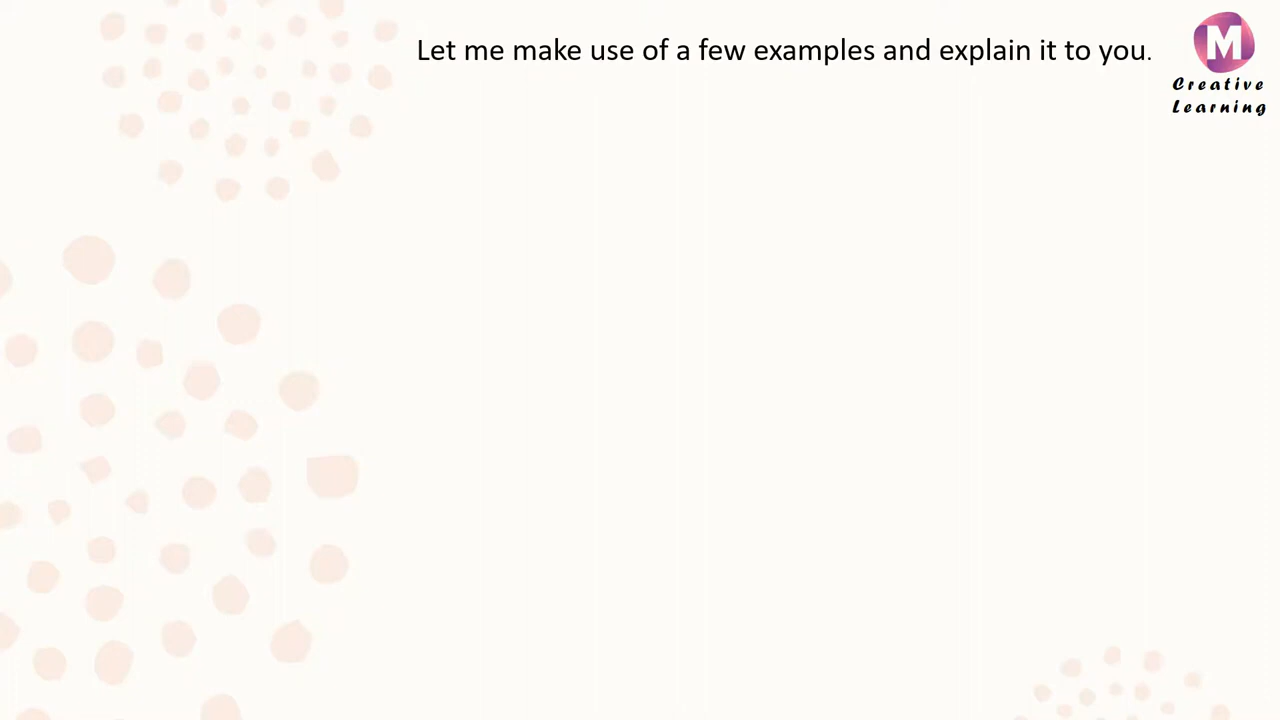 Let me make use of a few examples and explain it to you.
M
Creative
Learning